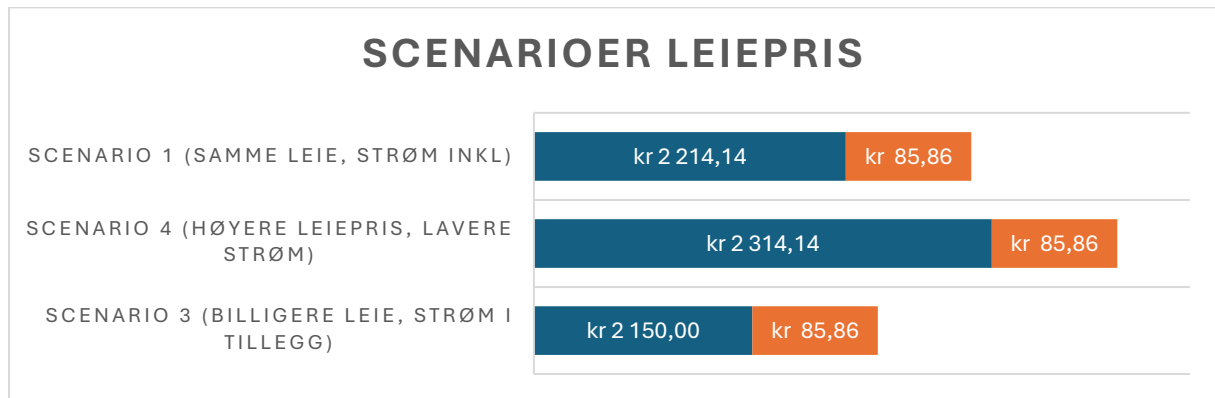 SCENARIOER LEIEPRIS
SCENARIO 1 (SAMME LEIE, STRØM INKL)
kr 2 214,14
kr 85,86
SCENARIO 4 (HØYERE LEIEPRIS, LAVERE
STRØM)
kr 2 314,14
kr 85,86
SCENARIO 3 (BILLIGERE LEIE, STRØM I
TILLEGG)
kr 2 150,00
kr 85,86